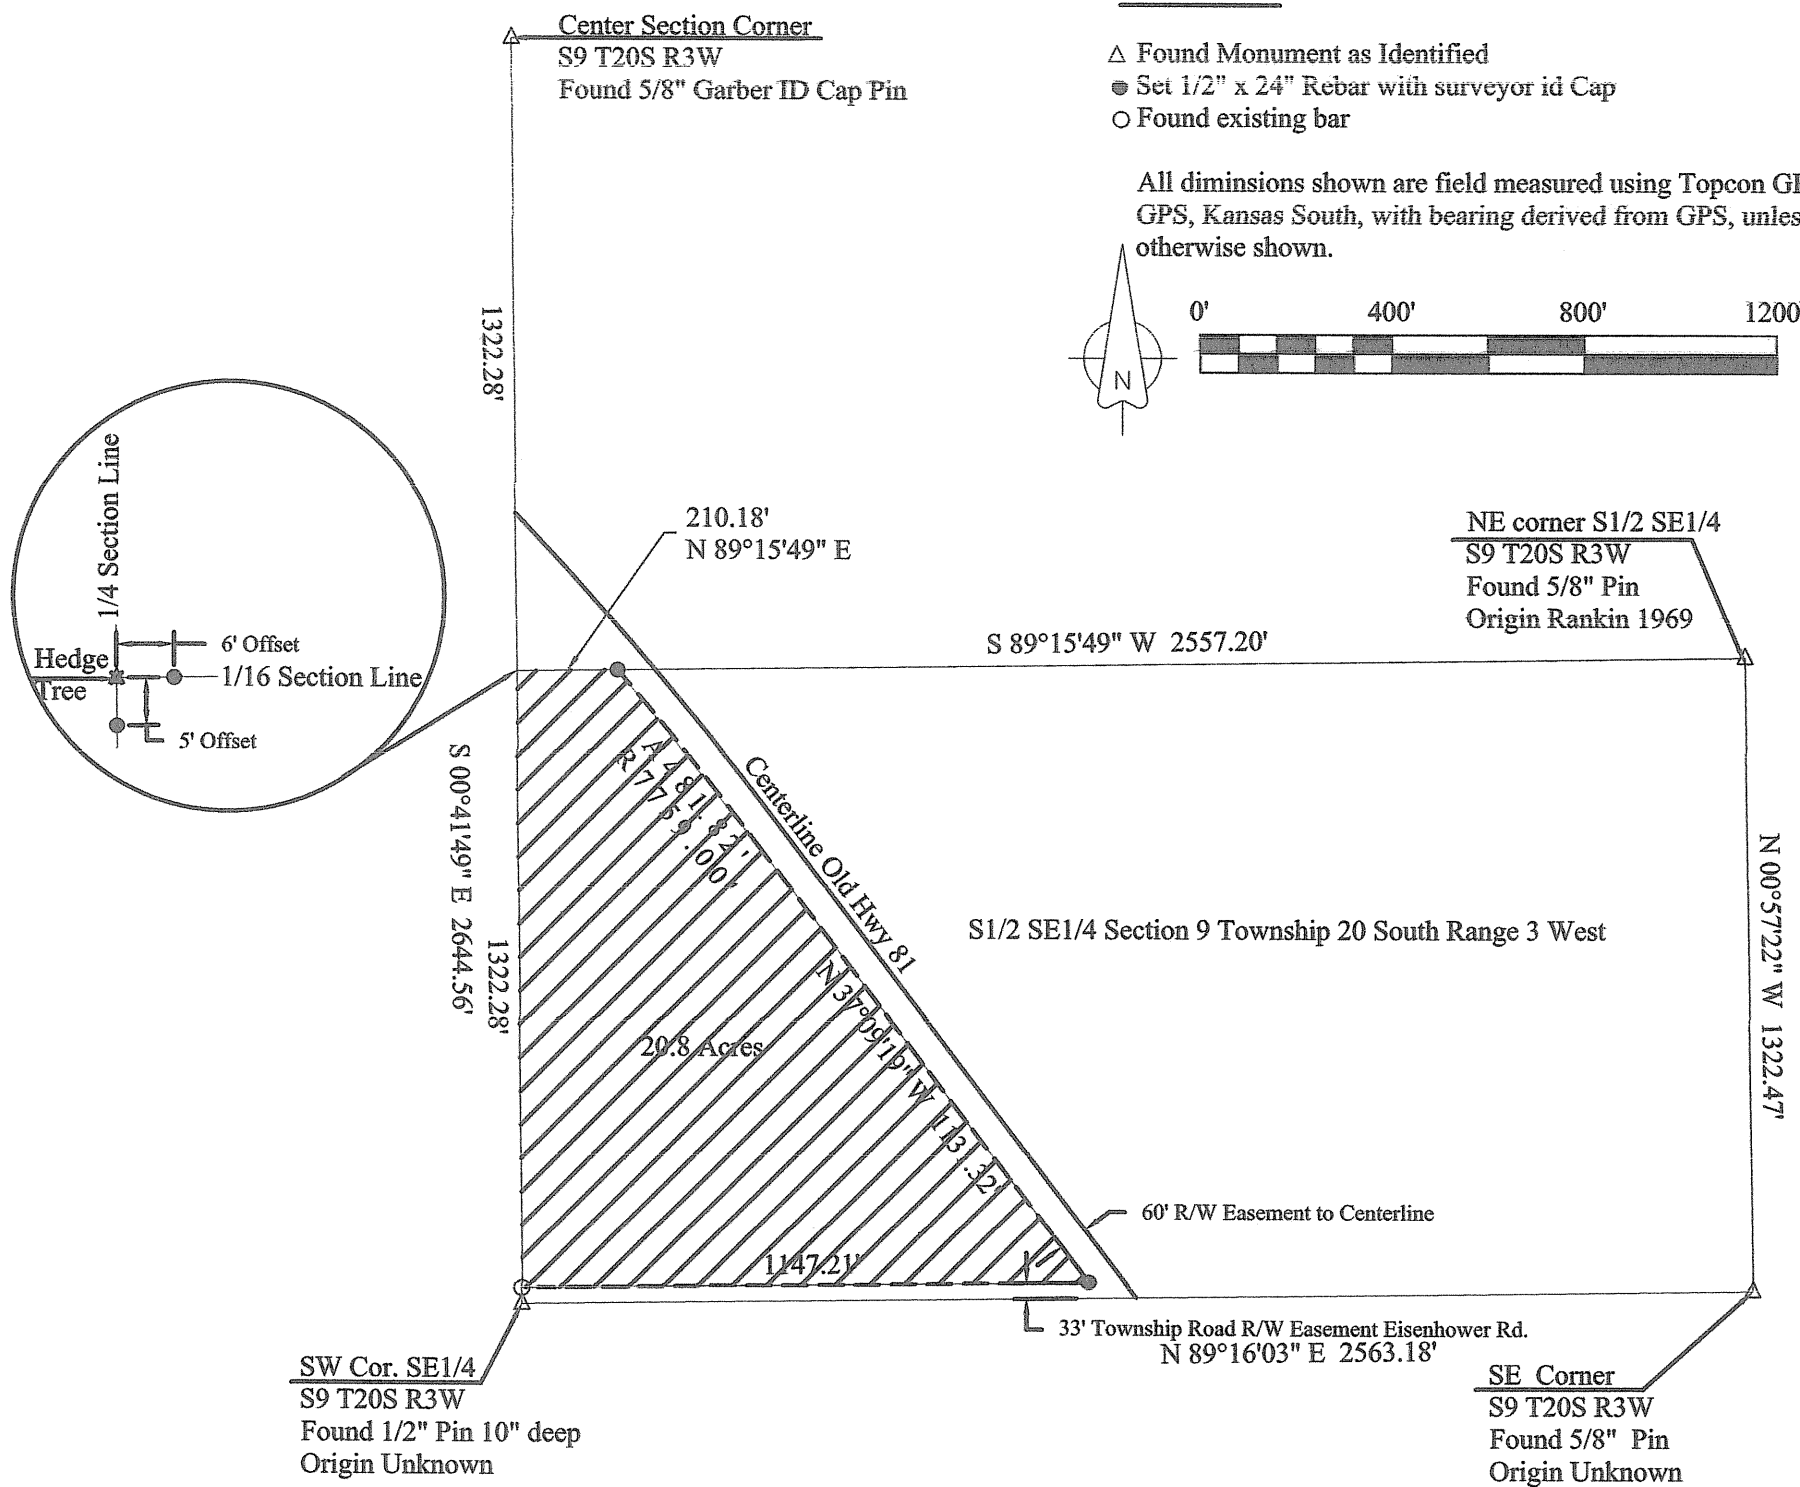 Center Section Corner
S9 T20S R3W
Found 5/8" Garber ID Cap Pin
Found Monument as Identified
Set 1/2" x 24" Rebar with surveyor id Cap
Found existing bar
All diminsions shown are field measured using Topcon
GPS, Kansas South, with bearing derived from GPS,
otherwise shown.
0' 400' 800' 1200
N
1322.28'
1/4 Section Line
6' Offset
Hedge
Tree
1/16 Section Line
5' Offset
210.18'
N 89°15'49" E
NE corner S1/2 SE1/4
S9 T20S R3W
Found 5/8" Pin
Origin Rankin 1969
S 89°15'49" W 2557.20'
S 00°41'49" E 2644.56'
1322.28'
A 481.82'
R 7759.00'
Centerline Old Hwy 81
S1/2 SE1/4 Section 9 Township 20 South Range 3 West
N 00°57'22" W 1322.47'
20.8 Acres
N 37°09'19" W 1131.32'
60' R/W Easement to Centerline
1147.21'
33' Township Road R/W Easement Eisenhower Rd.
N 89°16'03" E 2563.18'
SW Cor. SE1/4
S9 T20S R3W
Found 1/2" Pin 10" deep
Origin Unknown
SE Corner
S9 T20S R3W
Found 5/8" Pin
Origin Unknown